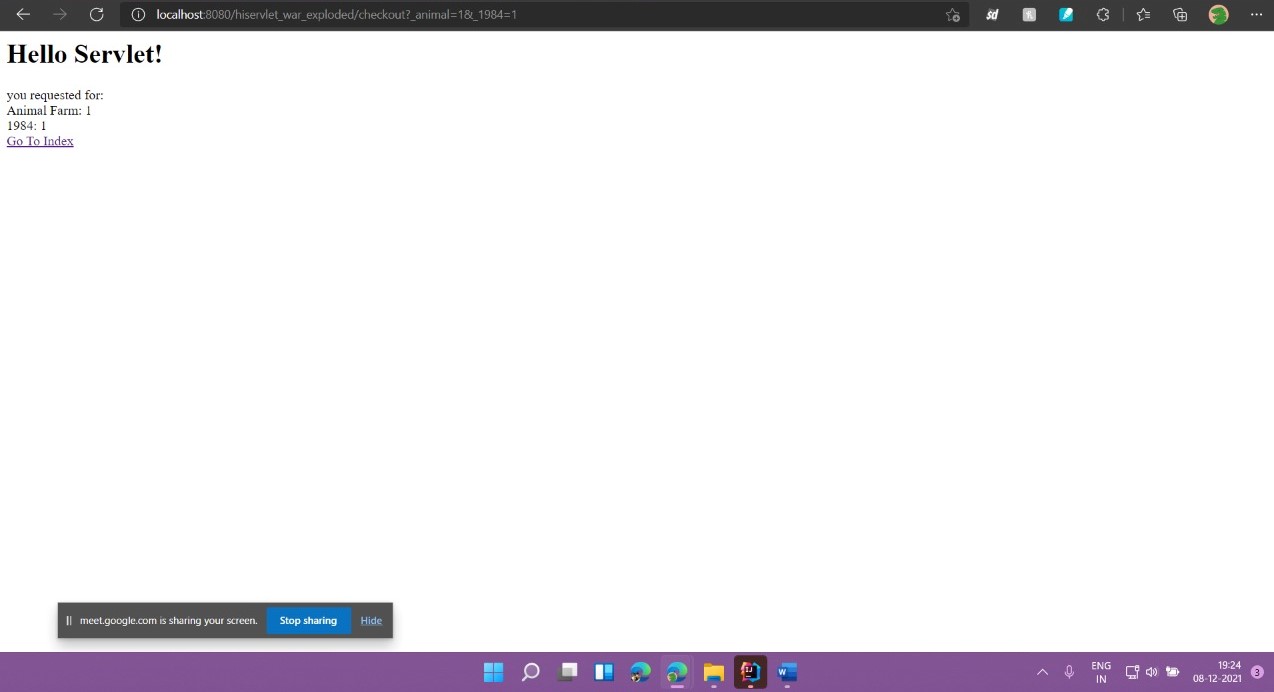 localhost:8080/hiservlet_war_exploded/checkout?_animal=1&_1984=1
sd
Hello Servlet!
you requested for:
Animal Farm: 1
1984: 1
Go To Index
meet.google.com is sharing your screen. Stop sharing Hide
ENG
IN
19:24
08-12-2021
3